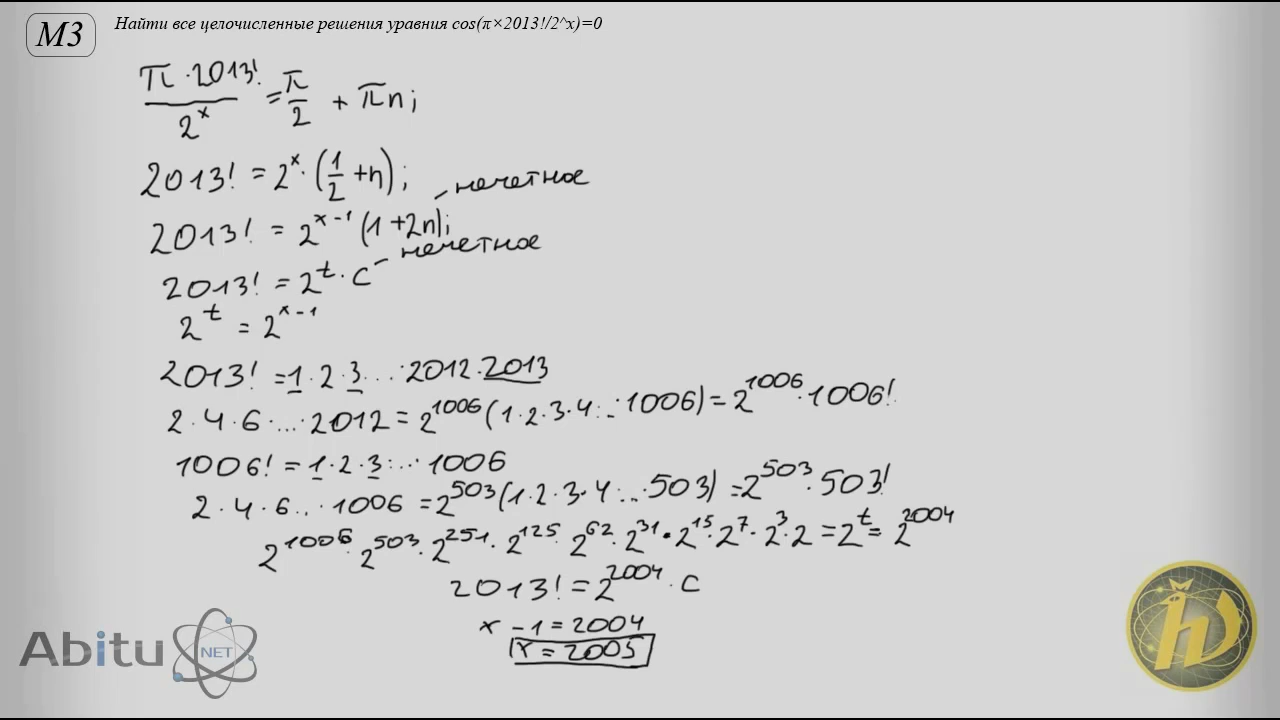 М3
Найти все целочисленные решения уравния cos(π×2013!/2^x)=0
π·2013!/2^x = π/2 + πn;
2013! = 2^x·(1/2+n);
2013! = 2^(x-1)(1+2n); - нечетное
2013! = 2^t·c - нечетное
2^t = 2^(x-1)
2013! = 1·2·3...·2012·2013
2·4·6·...·2012 = 2^1006(1·2·3·4...·1006) = 2^1006·1006!
1006! = 1·2·3...·1006
2·4·6...·1006 = 2^503(1·2·3·4...·503) = 2^503·503!
2^1006·2^503·2^251·2^125·2^62·2^31·2^15·2^7·2^3·2 = 2^t = 2^2004
2013! = 2^2004·c
x-1 = 2004
x = 2005
Abitu
NET